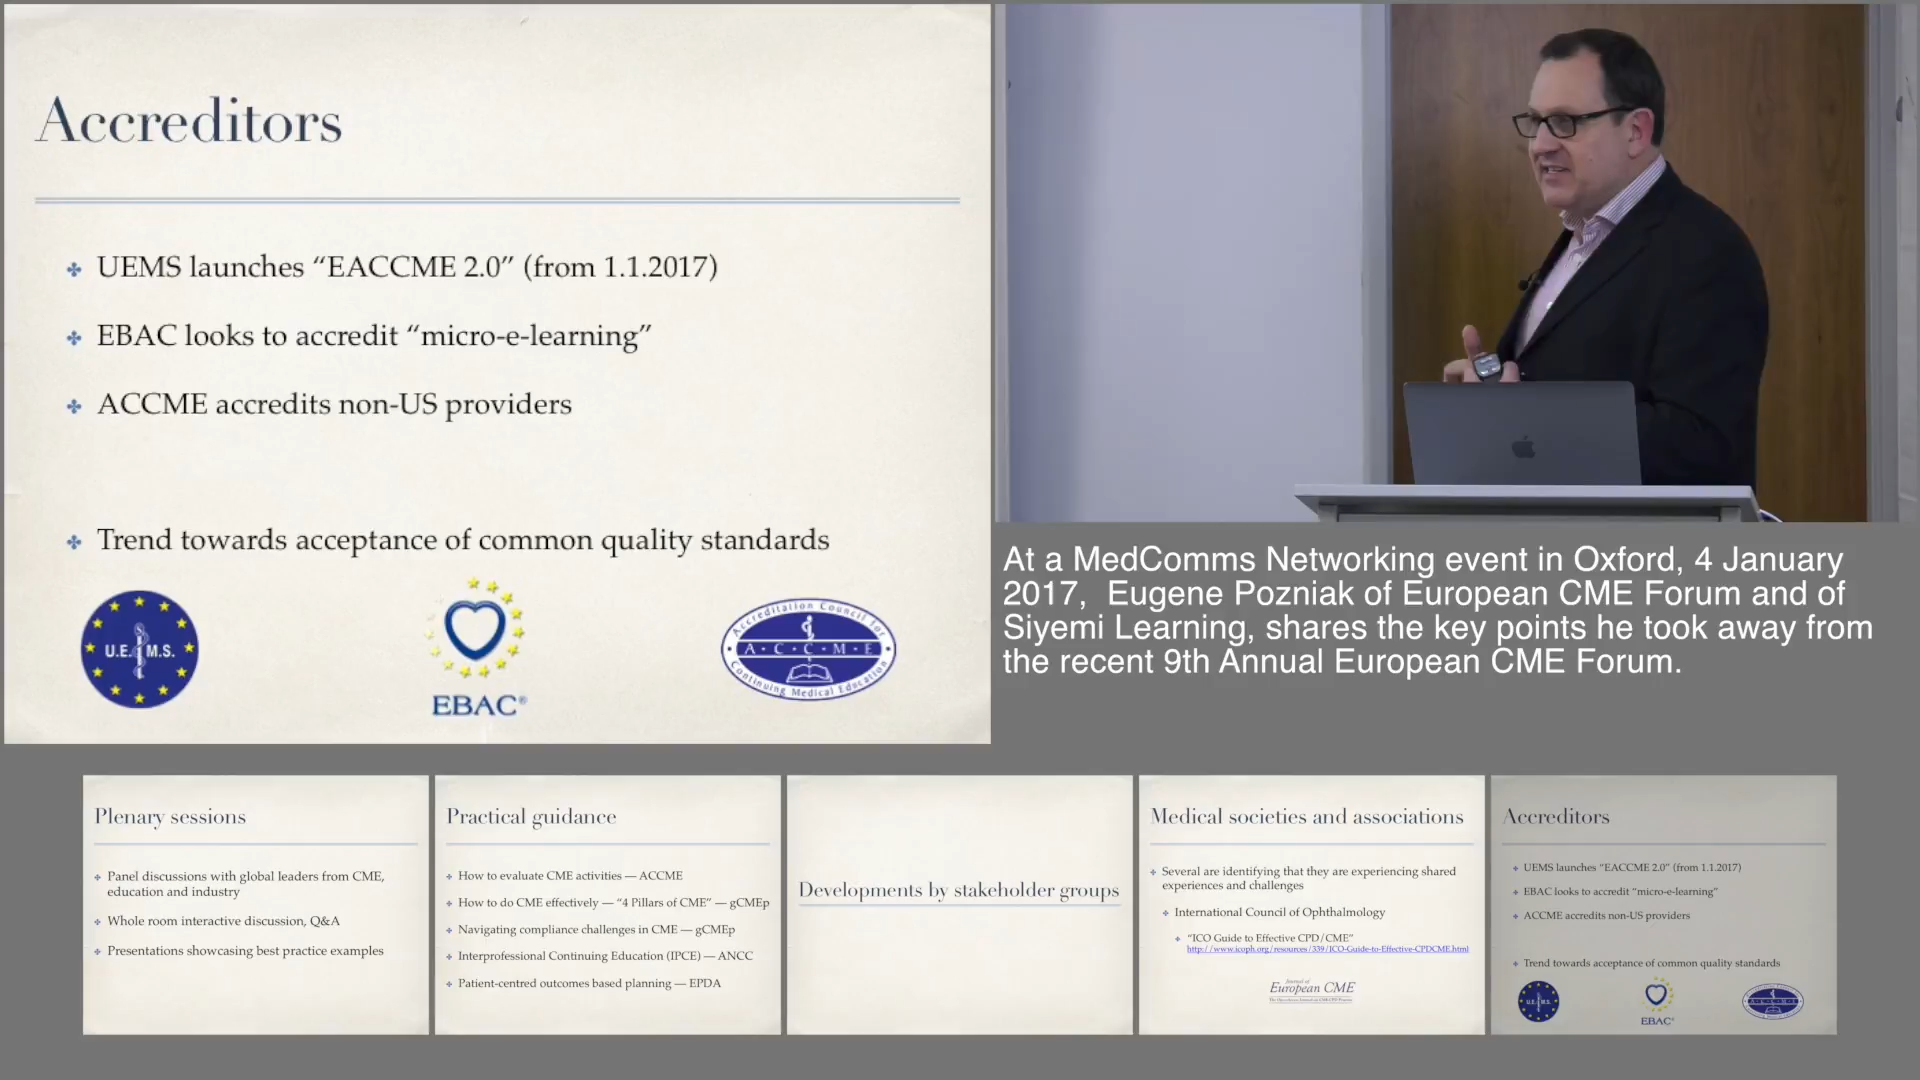 Accreditors
UEMS launches “EACCME 2.0” (from 1.1.2017)
EBAC looks to accredit “micro-e-learning”
ACCME accredits non-US providers
Trend towards acceptance of common quality standards
U.E. M.S.
EBAC®
Accreditation Council for
A·C·C·M·E
Continuing Medical Education
At a MedComms Networking event in Oxford, 4 January
2017,  Eugene Pozniak of European CME Forum and of
Siyemi Learning, shares the key points he took away from
the recent 9th Annual European CME Forum.
Plenary sessions
Panel discussions with global leaders from CME,
education and industry
Whole room interactive discussion, Q&A
Presentations showcasing best practice examples
Practical guidance
How to evaluate CME activities — ACCME
How to do CME effectively — “4 Pillars of CME” — gCMEp
Navigating compliance challenges in CME — gCMEp
Interprofessional Continuing Education (IPCE) — ANCC
Patient-centred outcomes based planning — EPDA
Developments by stakeholder groups
Medical societies and associations
Several are identifying that they are experiencing shared
experiences and challenges
International Council of Ophthalmology
“ICO Guide to Effective CPD/CME”
http://www.icoph.org/resources/339/ICO-Guide-to-Effective-CPDCME.html
Journal of
European CME
Accreditors
UEMS launches “EACCME 2.0” (from 1.1.2017)
EBAC looks to accredit “micro-e-learning”
ACCME accredits non-US providers
Trend towards acceptance of common quality standards
U.E. M.S.
EBAC®
A·C·C·M·E